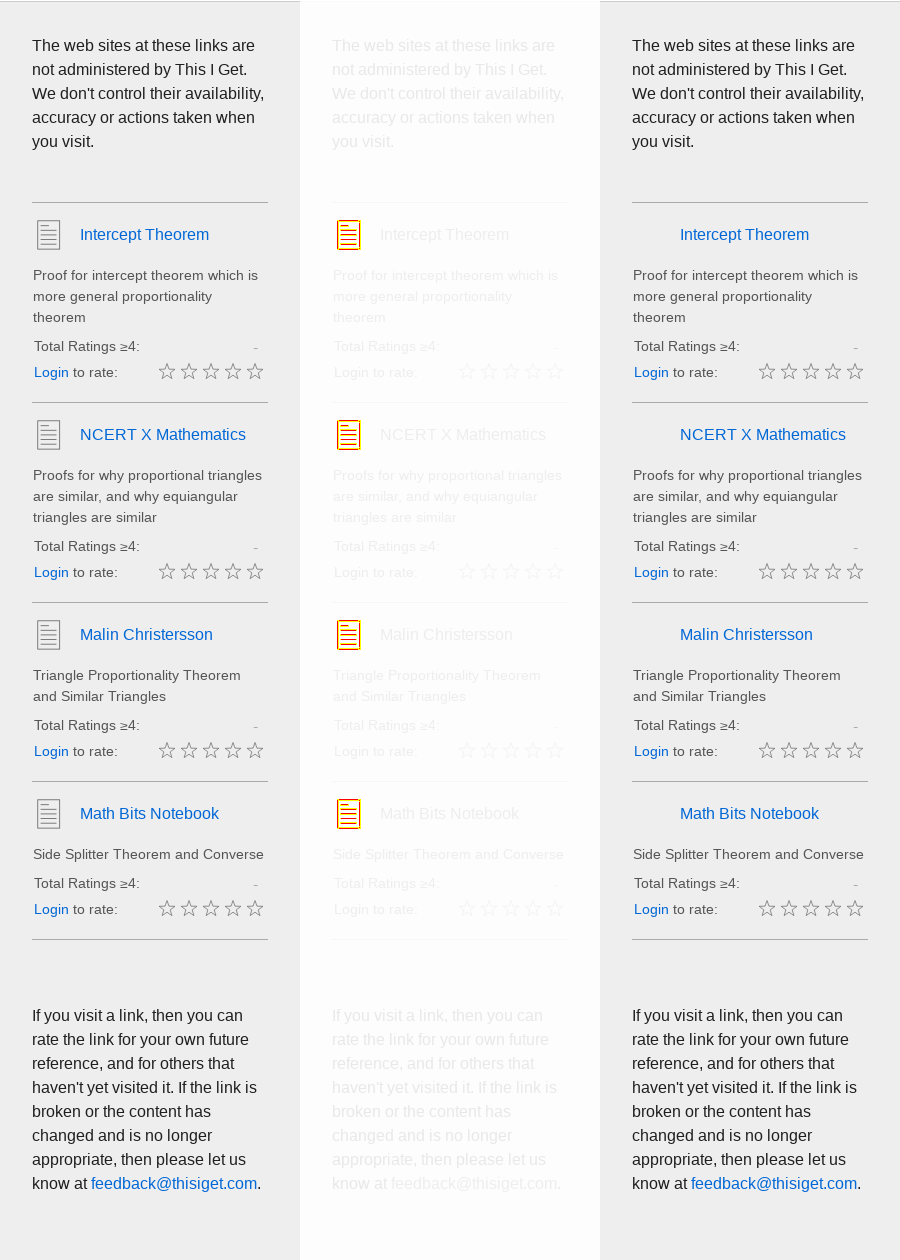 The web sites at these links are
not administered by This I Get.
We don't control their availability,
accuracy or actions taken when
you visit.
Intercept Theorem
Proof for intercept theorem which is
more general proportionality
theorem
Total Ratings ≥4: -
Login to rate:
NCERT X Mathematics
Proofs for why proportional triangles
are similar, and why equiangular
triangles are similar
Total Ratings ≥4: -
Login to rate:
Malin Christersson
Triangle Proportionality Theorem
and Similar Triangles
Total Ratings ≥4: -
Login to rate:
Math Bits Notebook
Side Splitter Theorem and Converse
Total Ratings ≥4: -
Login to rate:
If you visit a link, then you can
rate the link for your own future
reference, and for others that
haven't yet visited it. If the link is
broken or the content has
changed and is no longer
appropriate, then please let us
know at feedback@thisiget.com.
The web sites at these links are
not administered by This I Get.
We don't control their availability,
accuracy or actions taken when
you visit.
Intercept Theorem
Proof for intercept theorem which is
more general proportionality
theorem
Total Ratings ≥4: -
Login to rate:
NCERT X Mathematics
Proofs for why proportional triangles
are similar, and why equiangular
triangles are similar
Total Ratings ≥4: -
Login to rate:
Malin Christersson
Triangle Proportionality Theorem
and Similar Triangles
Total Ratings ≥4: -
Login to rate:
Math Bits Notebook
Side Splitter Theorem and Converse
Total Ratings ≥4: -
Login to rate:
If you visit a link, then you can
rate the link for your own future
reference, and for others that
haven't yet visited it. If the link is
broken or the content has
changed and is no longer
appropriate, then please let us
know at feedback@thisiget.com.
The web sites at these links are
not administered by This I Get.
We don't control their availability,
accuracy or actions taken when
you visit.
Intercept Theorem
Proof for intercept theorem which is
more general proportionality
theorem
Total Ratings ≥4: -
Login to rate:
NCERT X Mathematics
Proofs for why proportional triangles
are similar, and why equiangular
triangles are similar
Total Ratings ≥4: -
Login to rate:
Malin Christersson
Triangle Proportionality Theorem
and Similar Triangles
Total Ratings ≥4: -
Login to rate:
Math Bits Notebook
Side Splitter Theorem and Converse
Total Ratings ≥4: -
Login to rate:
If you visit a link, then you can
rate the link for your own future
reference, and for others that
haven't yet visited it. If the link is
broken or the content has
changed and is no longer
appropriate, then please let us
know at feedback@thisiget.com.